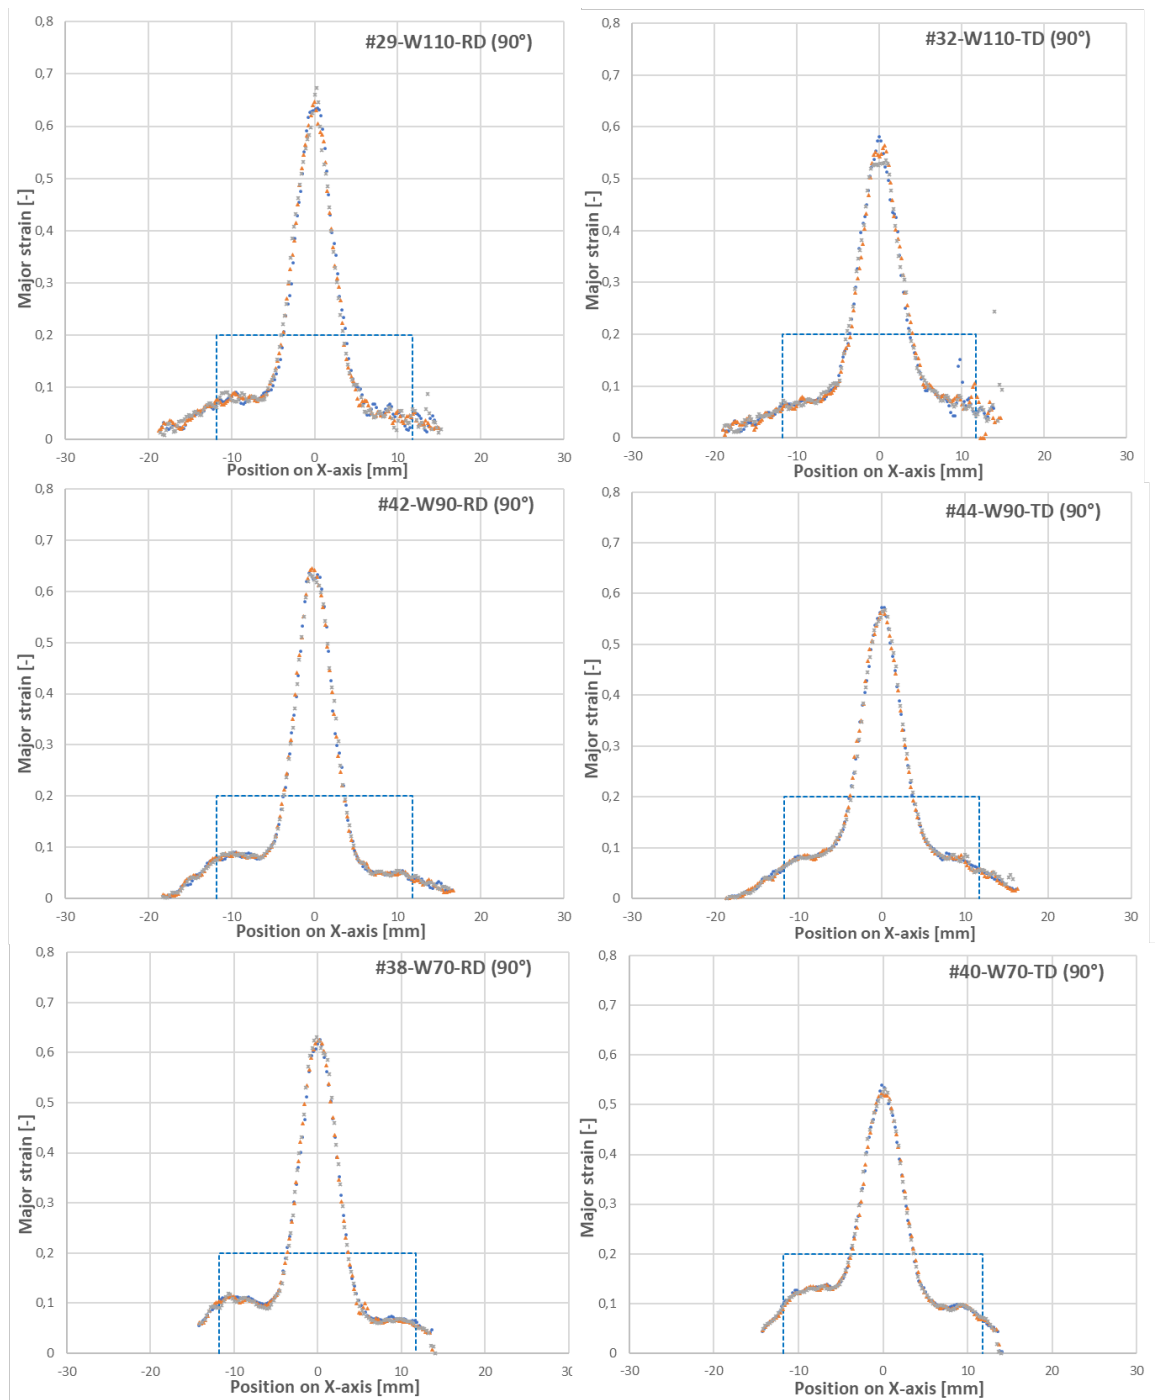 #29-W110-RD (90°)
Major strain [-]
0,8
0,7
0,6
0,5
0,4
0,3
0,2
0,1
0
-30 -20 -10 0 10 20 30
Position on X-axis [mm]
#32-W110-TD (90°)
Major strain [-]
0,8
0,7
0,6
0,5
0,4
0,3
0,2
0,1
0
-30 -20 -10 0 10 20 30
Position on X-axis [mm]
#42-W90-RD (90°)
Major strain [-]
0,8
0,7
0,6
0,5
0,4
0,3
0,2
0,1
0
-30 -20 -10 0 10 20 30
Position on X-axis [mm]
#44-W90-TD (90°)
Major strain [-]
0,8
0,7
0,6
0,5
0,4
0,3
0,2
0,1
0
-30 -20 -10 0 10 20 30
Position on X-axis [mm]
#38-W70-RD (90°)
Major strain [-]
0,8
0,7
0,6
0,5
0,4
0,3
0,2
0,1
0
-30 -20 -10 0 10 20 30
Position on X-axis [mm]
#40-W70-TD (90°)
Major strain [-]
0,8
0,7
0,6
0,5
0,4
0,3
0,2
0,1
0
-30 -20 -10 0 10 20 30
Position on X-axis [mm]